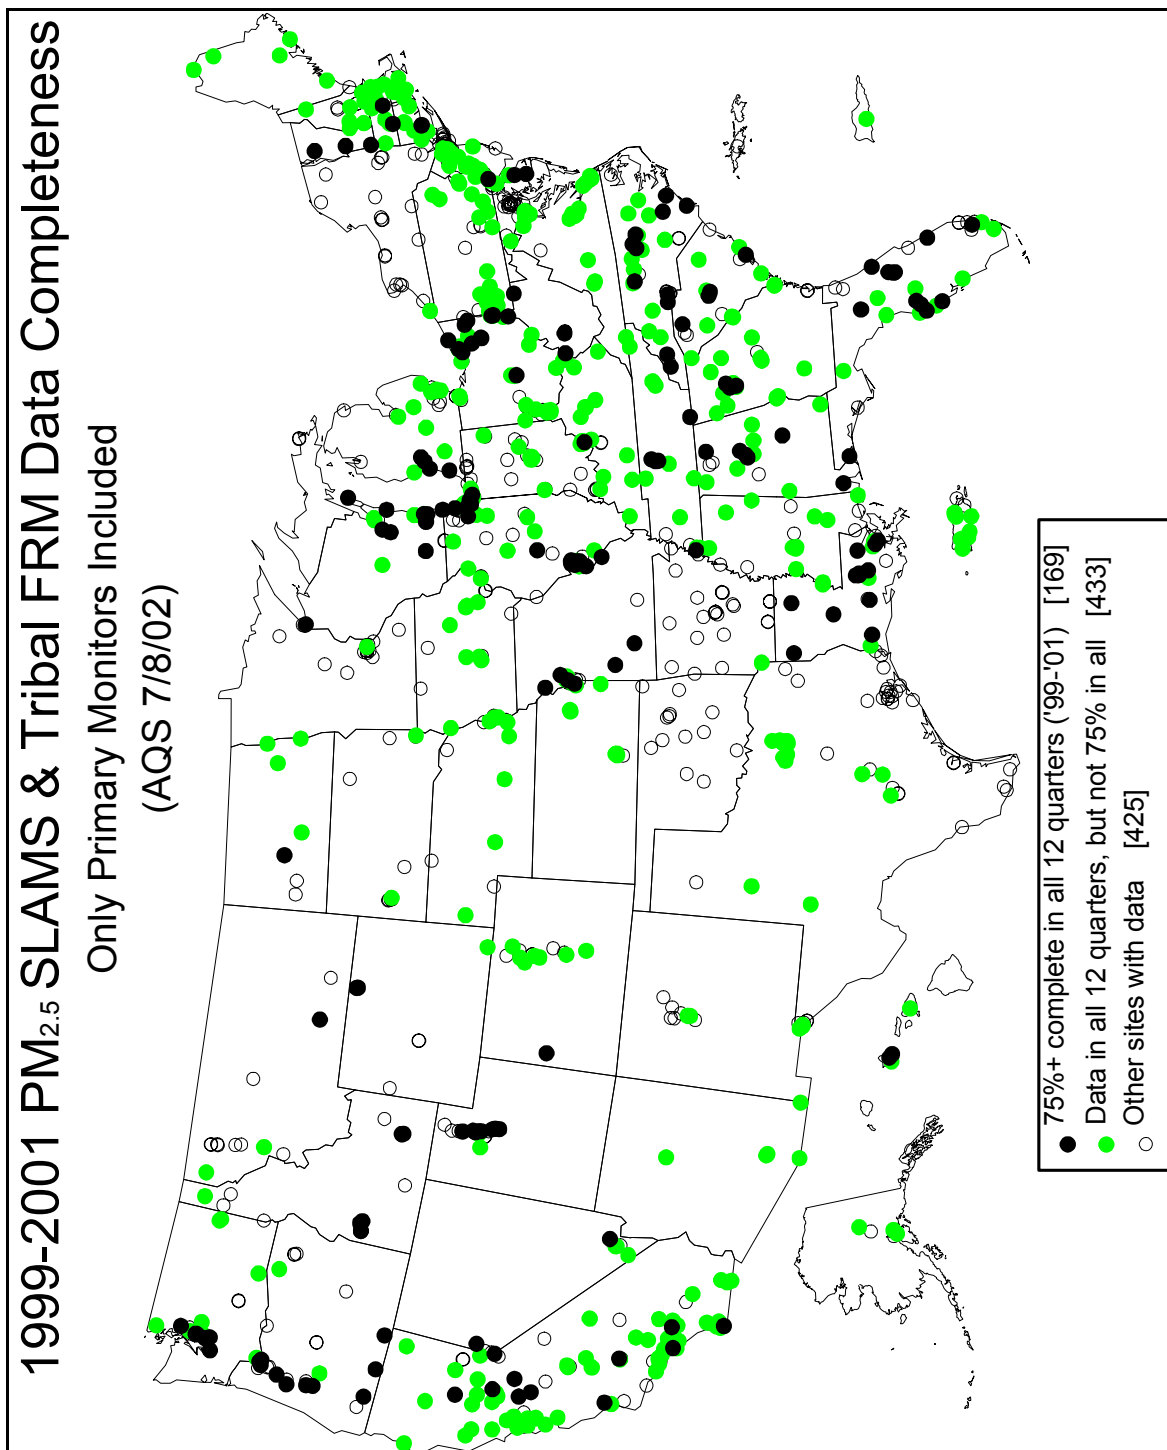 1999-2001 PM2.5 SLAMS & Tribal FRM Data Completeness
Only Primary Monitors Included
(AQS 7/8/02)
75%+ complete in all 12 quarters ('99-'01) [169]
Data in all 12 quarters, but not 75% in all [433]
Other sites with data [425]